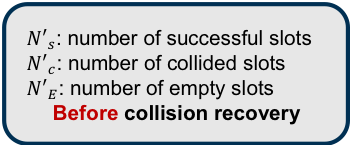 N'ₛ: number of successful slots
N'𝒸: number of collided slots
N'ᴇ: number of empty slots
Before collision recovery